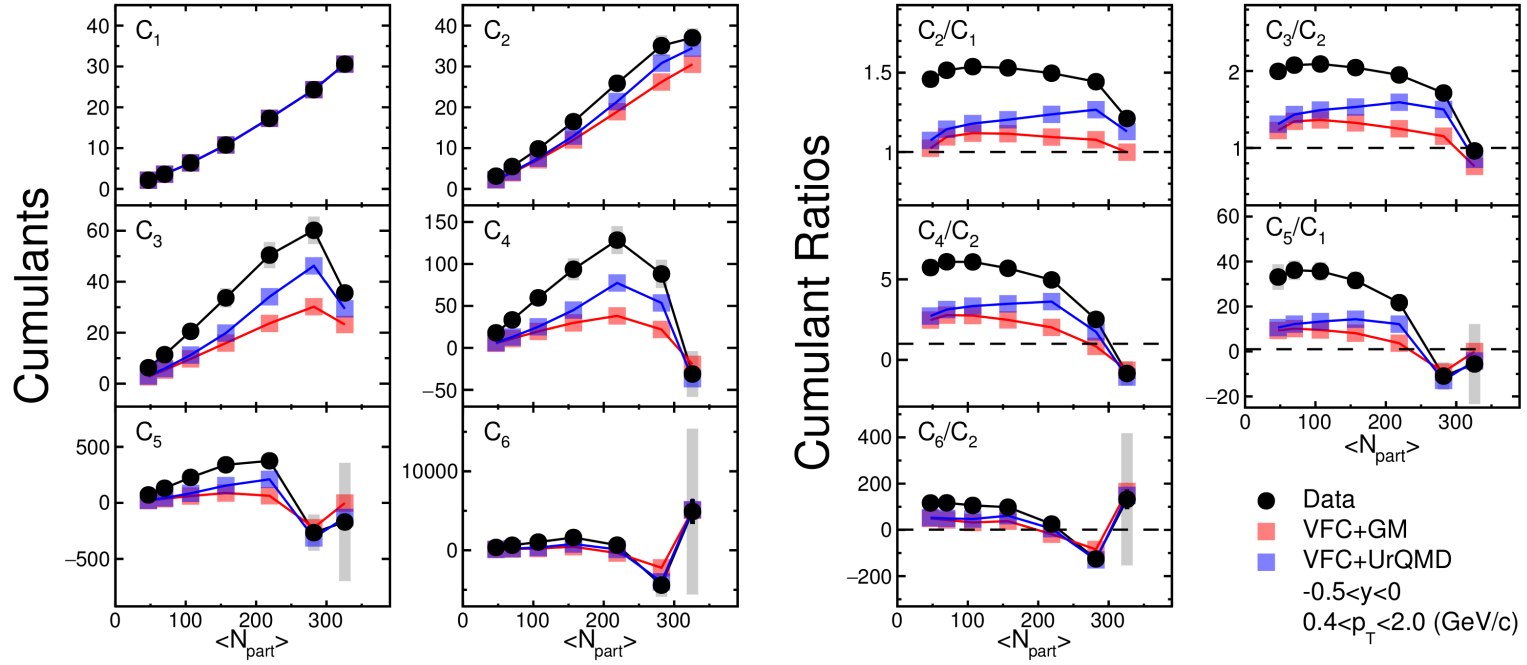 Cumulants
C1
40
30
20
10
0
C2
40
30
20
10
0
C3
60
40
20
0
C4
150
100
50
0
−50
C5
500
0
−500
C6
10000
0
0 100 200 300
<Npart>
0 100 200 300
<Npart>
Cumulant Ratios
C2/C1
1.5
1
C3/C2
2
1
C4/C2
5
0
C5/C1
60
40
20
0
−20
0 100 200 300
<Npart>
C6/C2
400
200
0
−200
0 100 200 300
<Npart>
Data
VFC+GM
VFC+UrQMD
-0.5<y<0
0.4<pT<2.0 (GeV/c)